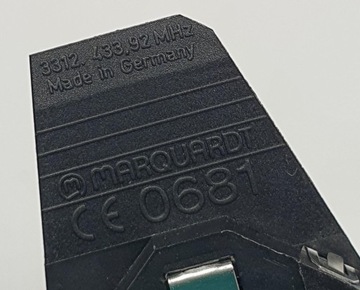 3312. 433,92 MHz
Made in Germany
m MARQUARDT
CE 0681